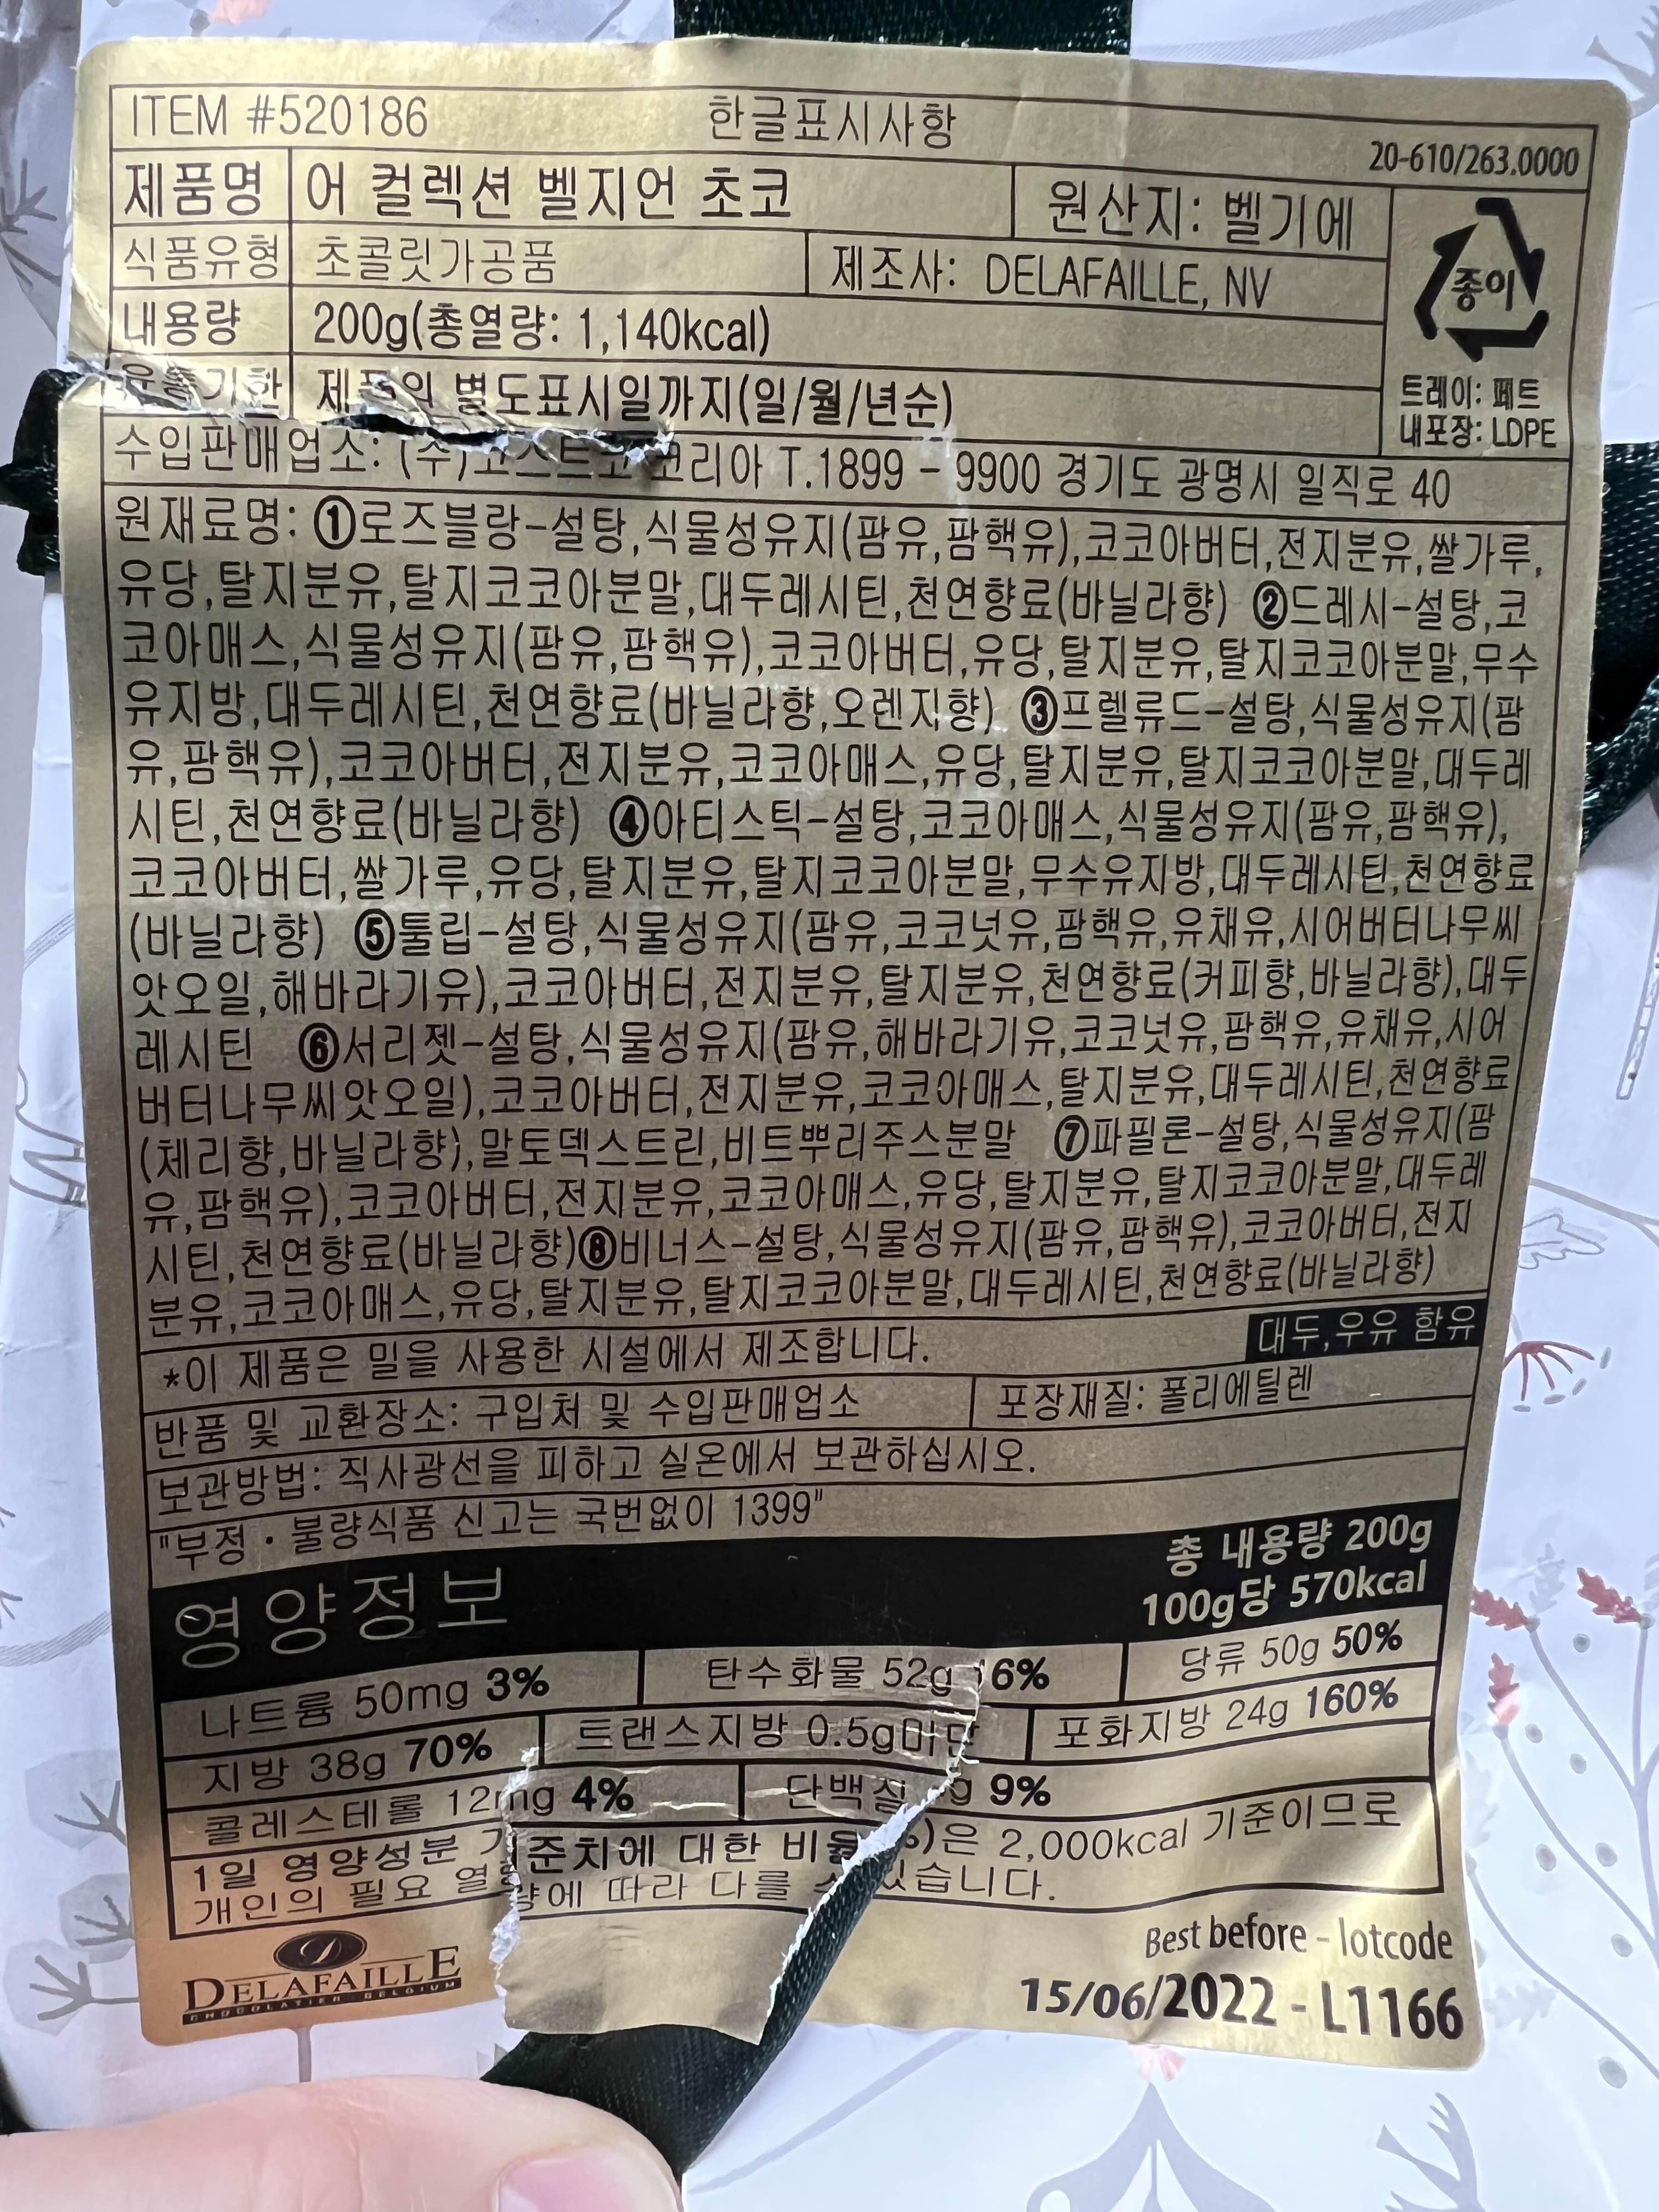 ITEM #520186 한글표시사항
20-610/263.0000
제품명 어 컬렉션 벨지언 초코 원산지: 벨기에
식품유형 초콜릿가공품 제조사: DELAFAILLE, NV
종이
내용량 200g(총열량: 1,140kcal)
별도표시일까지(일/월/년순)
트레이: 페트
내포장: LDPE
수입판매업소: (주)코스트코 코리아 T.1899 - 9900 경기도 광명시 일직로 40
원재료명: ①로즈블랑-설탕,식물성유지(팜유,팜핵유),코코아버터,전지분유,쌀가루,
유당,탈지분유,탈지코코아분말,대두레시틴,천연향료(바닐라향) ②드레시-설탕,코
코아매스,식물성유지(팜유,팜핵유),코코아버터,유당,탈지분유,탈지코코아분말,무수
유지방,대두레시틴,천연향료(바닐라향,오렌지향) ③프렐류드-설탕,식물성유지(팜
유,팜핵유),코코아버터,전지분유,코코아매스,유당,탈지분유,탈지코코아분말,대두레
시틴,천연향료(바닐라향) ④아티스틱-설탕,코코아매스,식물성유지(팜유,팜핵유),
코코아버터,쌀가루,유당,탈지분유,탈지코코아분말,무수유지방,대두레시틴,천연향료
(바닐라향) ⑤툴립-설탕,식물성유지(팜유,코코넛유,팜핵유,유채유,시어버터나무씨
앗오일,해바라기유),코코아버터,전지분유,탈지분유,천연향료(커피향,바닐라향),대두
레시틴 ⑥서리젯-설탕,식물성유지(팜유,해바라기유,코코넛유,팜핵유,유채유,시어
버터나무씨앗오일),코코아버터,전지분유,코코아매스,탈지분유,대두레시틴,천연향료
(체리향,바닐라향),말토덱스트린,비트뿌리주스분말 ⑦파필론-설탕,식물성유지(팜
유,팜핵유),코코아버터,전지분유,코코아매스,유당,탈지분유,탈지코코아분말,대두레
시틴,천연향료(바닐라향)⑧비너스-설탕,식물성유지(팜유,팜핵유),코코아버터,전지
분유,코코아매스,유당,탈지분유,탈지코코아분말,대두레시틴,천연향료(바닐라향)
*이 제품은 밀을 사용한 시설에서 제조합니다. 대두,우유 함유
반품 및 교환장소: 구입처 및 수입판매업소 포장재질: 폴리에틸렌
보관방법: 직사광선을 피하고 실온에서 보관하십시오.
"부정·불량식품 신고는 국번없이 1399"
영양정보 총 내용량 200g
100g당 570kcal
나트륨 50mg 3% 탄수화물 52g 16% 당류 50g 50%
지방 38g 70% 트랜스지방 0.5g미만 포화지방 24g 160%
콜레스테롤 12mg 4% 단백질 g 9%
1일 영양성분 기준치에 대한 비율(%)은 2,000kcal 기준이므로
개인의 필요 열량에 따라 다를 수 있습니다.
DELAFAILLE
CHOCOLATIER · BELGIUM
Best before - lotcode
15/06/2022 - L1166